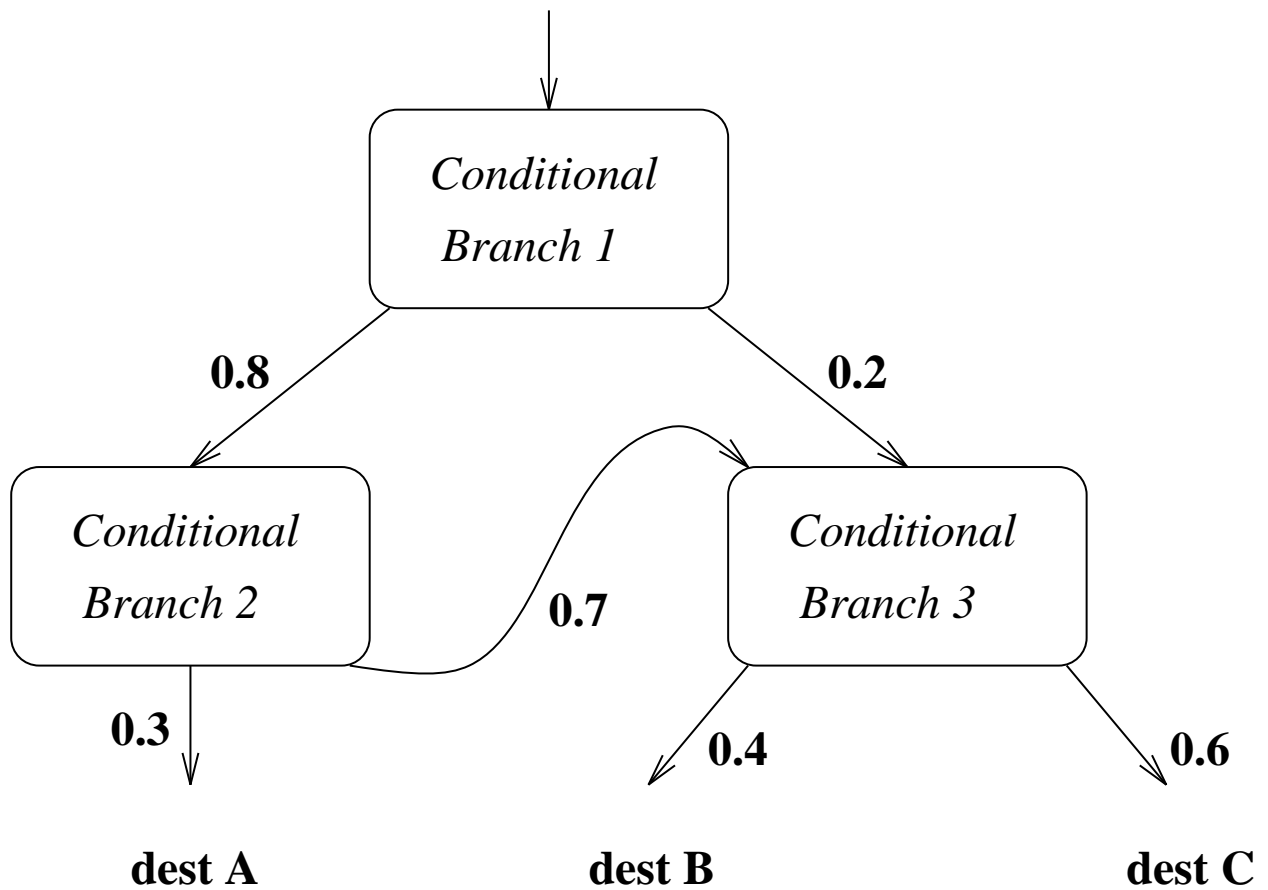 Conditional
Branch 1
0.8
0.2
Conditional
Branch 2
0.7
Conditional
Branch 3
0.3
0.4
0.6
dest A
dest B
dest C